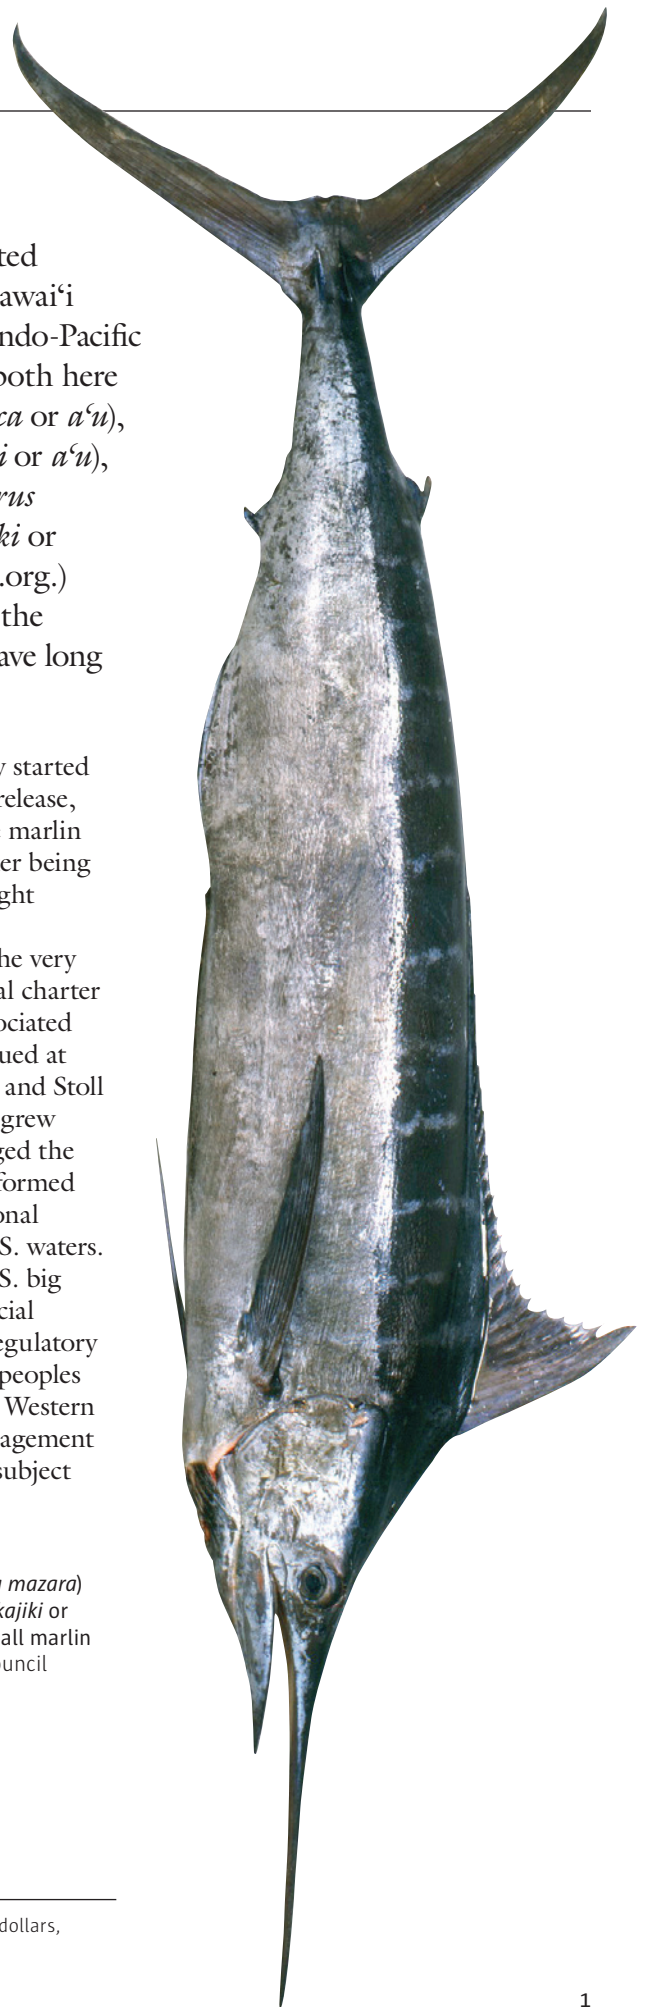 ted
awai‘i
ndo-Pacific
both here
ca or a‘u),
i or a‘u),
rus
ki or
.org.)
the
ave long
y started
release,
marlin
er being
ght
he very
al charter
ociated
ued at
and Stoll
grew
ged the
formed
onal
S. waters.
S. big
cial
egulatory
peoples
Western
agement
subject
mazara)
kajiki or
all marlin
ouncil
dollars,
1